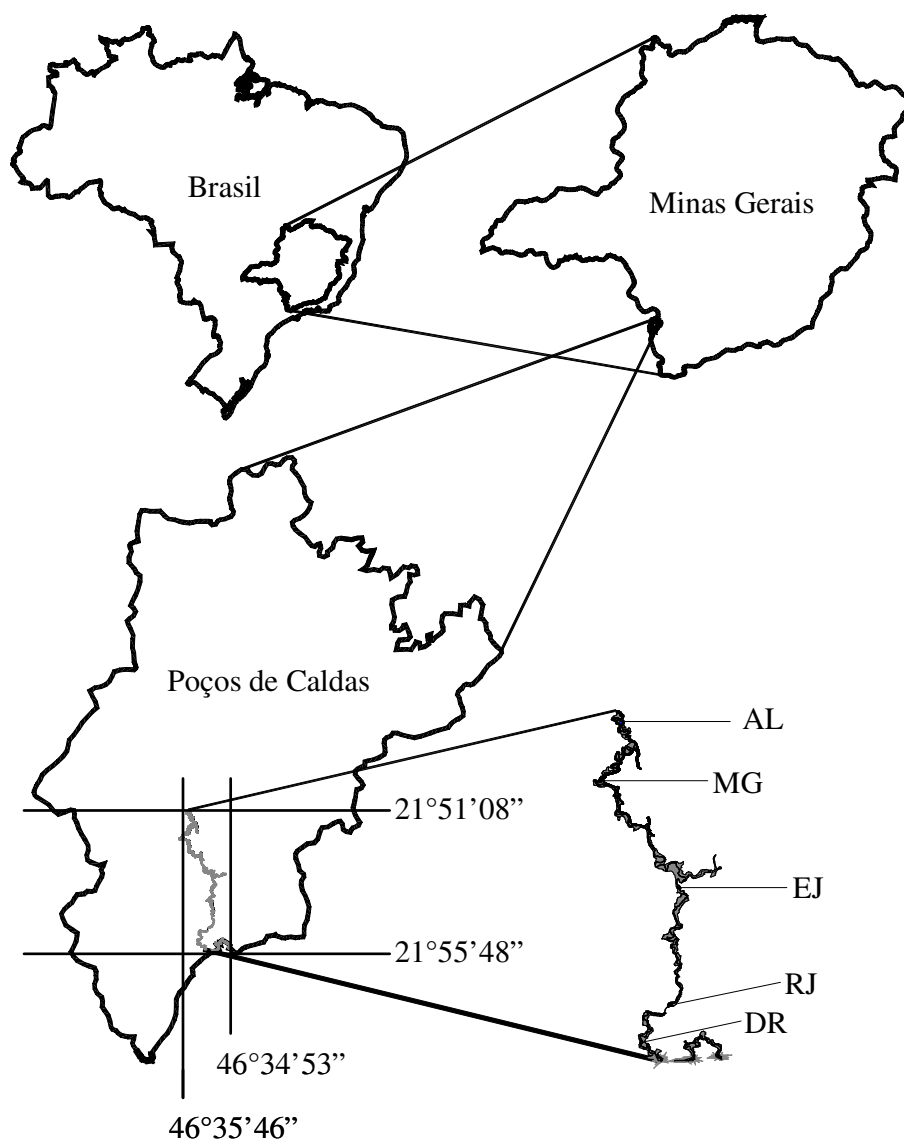 Brasil
Minas Gerais
Poços de Caldas
AL
MG
21°51’08”
EJ
21°55’48”
RJ
DR
46°34’53”
46°35’46”